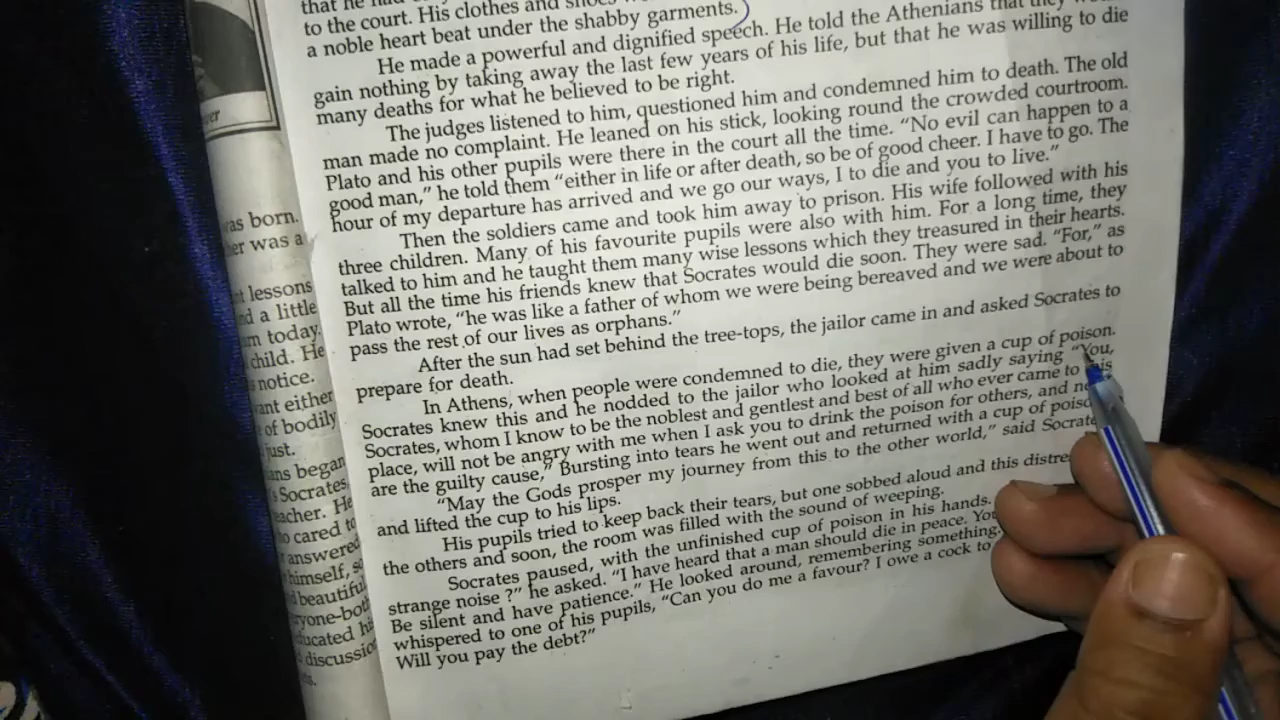 to the court. His clothes and shoes
a noble heart beat under the shabby garments.
He made a powerful and dignified speech. He told the Athenians that they
gain nothing by taking away the last few years of his life, but that he was willing to die
many deaths for what he believed to be right.
The judges listened to him, questioned him and condemned him to death. The old
man made no complaint. He leaned on his stick, looking round the crowded courtroom.
Plato and his other pupils were there in the court all the time. “No evil can happen to a
good man,” he told them “either in life or after death, so be of good cheer. I have to go. The
hour of my departure has arrived and we go our ways, I to die and you to live.”
Then the soldiers came and took him away to prison. His wife followed with his
three children. Many of his favourite pupils were also with him. For a long time, they
talked to him and he taught them many wise lessons which they treasured in their hearts.
But all the time his friends knew that Socrates would die soon. They were sad. “For,” as
Plato wrote, “he was like a father of whom we were being bereaved and we were about to
pass the rest of our lives as orphans.”
After the sun had set behind the tree-tops, the jailor came in and asked Socrates to
prepare for death.
In Athens, when people were condemned to die, they were given a cup of poison.
Socrates knew this and he nodded to the jailor who looked at him sadly saying “You,
Socrates, whom I know to be the noblest and gentlest and best of all who ever came to this
place, will not be angry with me when I ask you to drink the poison for others, and
are the guilty cause,” Bursting into tears he went out and returned with a cup of
“May the Gods prosper my journey from this to the other world,” said
and lifted the cup to his lips.
His pupils tried to keep back their tears, but one sobbed aloud and this
the others and soon, the room was filled with the sound of weeping.
Socrates paused, with the unfinished cup of poison in his hands.
strange noise ?” he asked. “I have heard that a man should die in peace.
Be silent and have patience.” He looked around, remembering something.
whispered to one of his pupils, “Can you do me a favour? I owe a cock to
Will you pay the debt?”
was born.
was a
lessons
a little
today.
child. He
notice.
either
of bodily
just.
began
Socrates
He
cared to
answered
himself, so
beautiful